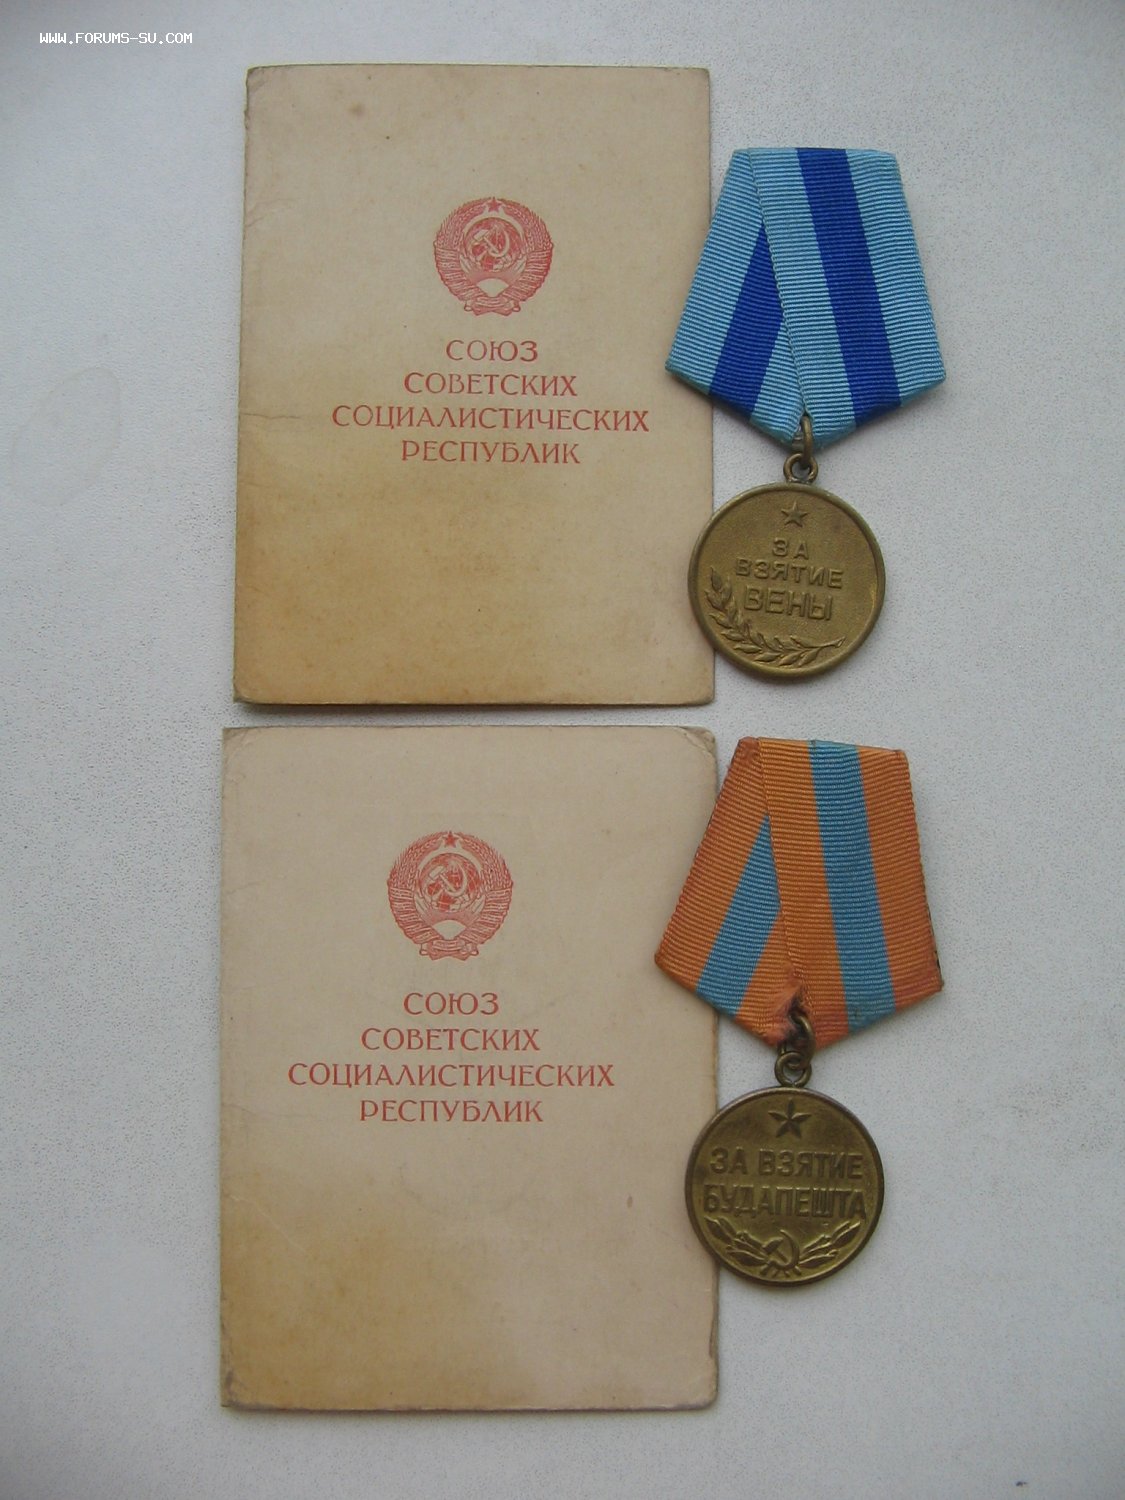 WWW.FORUMS-SU.COM
СОЮЗ
СОВЕТСКИХ
СОЦИАЛИСТИЧЕСКИХ
РЕСПУБЛИК
ЗА
ВЗЯТИЕ
ВЕНЫ
СОЮЗ
СОВЕТСКИХ
СОЦИАЛИСТИЧЕСКИХ
РЕСПУБЛИК
ЗА ВЗЯТИЕ
БУДАПЕШТА